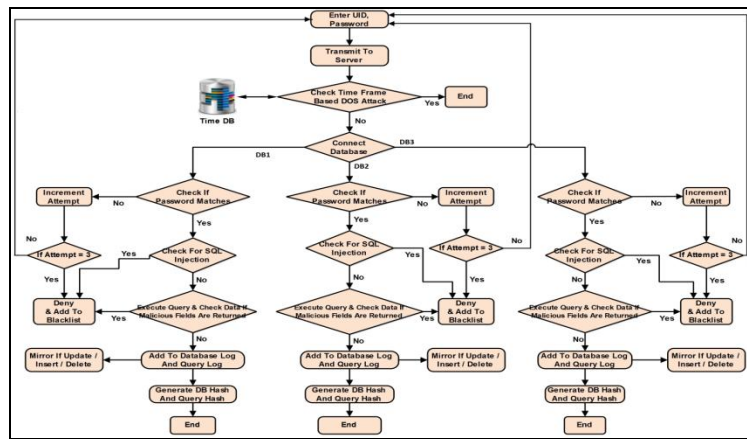 Enter UID,
Password
Transmit To
Server
Check Time Frame
Based DOS Attack
Yes
End
Time DB
No
Connect
Database
DB1
DB2
DB3
Increment
Attempt
No
Check If
Password Matches
Yes
No
If Attempt = 3
Yes
Yes
Check For SQL
Injection
No
Deny
& Add To
Blacklist
Yes
Execute Query & Check Data If
Malicious Fields Are Returned
No
Mirror If Update /
Insert / Delete
Add To Database Log
And Query Log
Generate DB Hash
And Query Hash
End
Check If
Password Matches
No
Increment
Attempt
Yes
Check For SQL
Injection
Yes
If Attempt = 3
No
Yes
No
Execute Query & Check Data If
Malicious Fields Are Returned
Yes
Deny
& Add To
Blacklist
No
Add To Database Log
And Query Log
Mirror If Update /
Insert / Delete
Generate DB Hash
And Query Hash
End
Check If
Password Matches
No
Increment
Attempt
Yes
Check For SQL
Injection
Yes
If Attempt = 3
No
Yes
No
Execute Query & Check Data If
Malicious Fields Are Returned
Yes
Deny
& Add To
Blacklist
No
Add To Database Log
And Query Log
Mirror If Update /
Insert / Delete
Generate DB Hash
And Query Hash
End